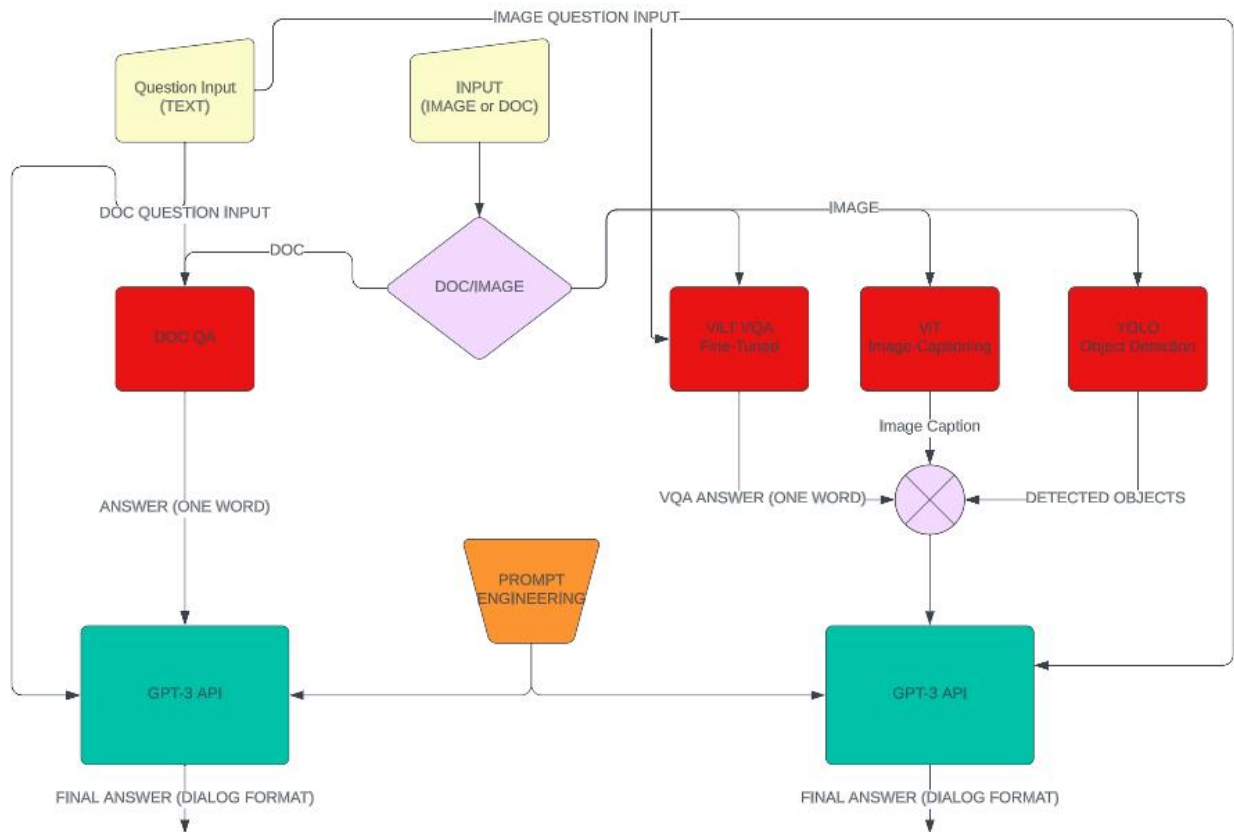 IMAGE QUESTION INPUT
Question Input
(TEXT)
INPUT
(IMAGE or DOC)
DOC QUESTION INPUT
IMAGE
DOC
DOC/IMAGE
DOC QA
ViLT VQA
Fine-Tuned
ViT
Image-Captioning
YOLO
Object Detection
Image Caption
ANSWER (ONE WORD)
VQA ANSWER (ONE WORD)
DETECTED OBJECTS
PROMPT
ENGINEERING
GPT-3 API
GPT-3 API
FINAL ANSWER (DIALOG FORMAT)
FINAL ANSWER (DIALOG FORMAT)